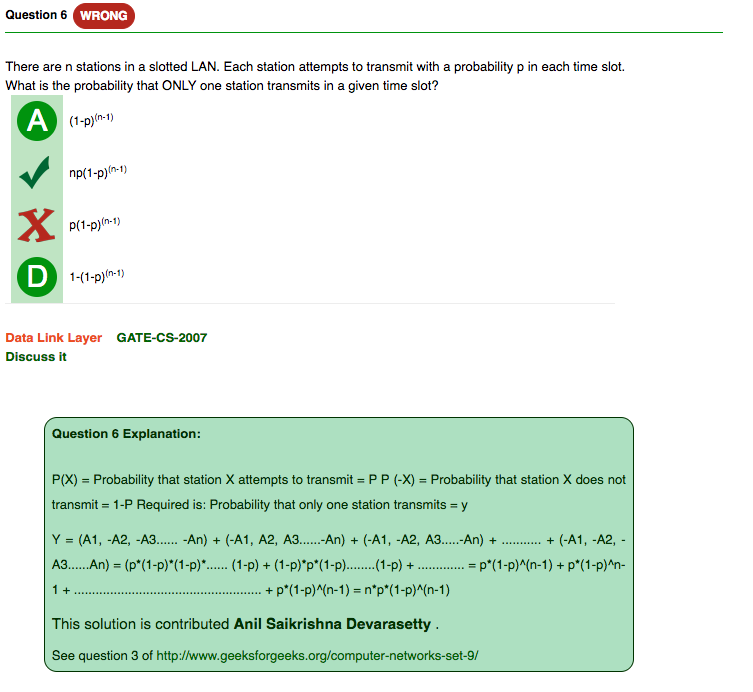 Question 6 WRONG
There are n stations in a slotted LAN. Each station attempts to transmit with a probability p in each time slot.
What is the probability that ONLY one station transmits in a given time slot?
A (1-p)^(n-1)
np(1-p)^(n-1)
p(1-p)^(n-1)
D 1-(1-p)^(n-1)
Data Link Layer GATE-CS-2007
Discuss it
Question 6 Explanation:
P(X) = Probability that station X attempts to transmit = P P (-X) = Probability that station X does not
transmit = 1-P Required is: Probability that only one station transmits = y
Y = (A1, -A2, -A3...... -An) + (-A1, A2, A3......-An) + (-A1, -A2, A3.....-An) + ........... + (-A1, -A2, -
A3......An) = (p*(1-p)*(1-p)*...... (1-p) + (1-p)*p*(1-p)........(1-p) + ............. = p*(1-p)^(n-1) + p*(1-p)^n-
1 + .................................................... + p*(1-p)^(n-1) = n*p*(1-p)^(n-1)
This solution is contributed Anil Saikrishna Devarasetty .
See question 3 of http://www.geeksforgeeks.org/computer-networks-set-9/